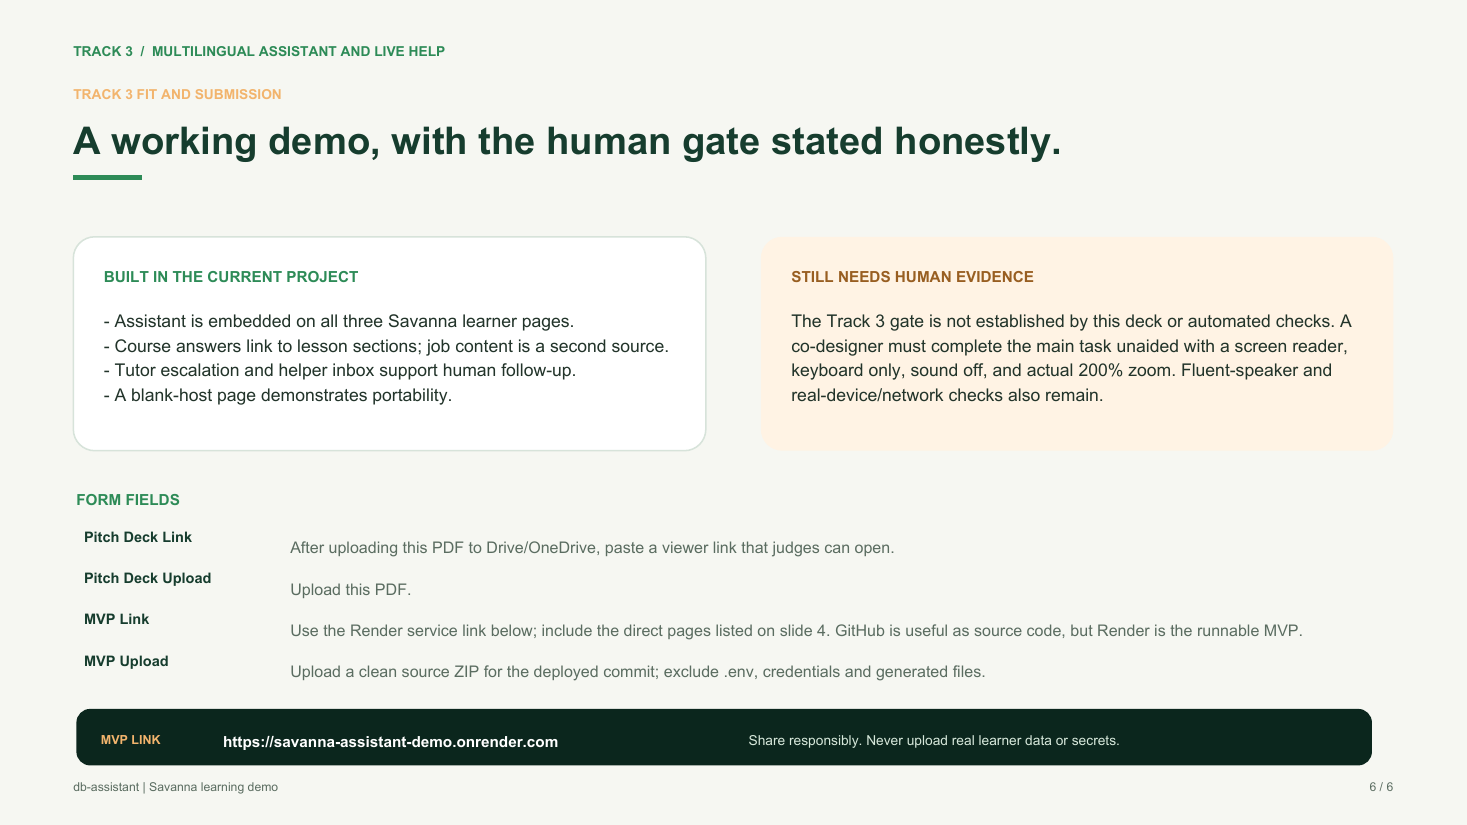 TRACK 3 / MULTILINGUAL ASSISTANT AND LIVE HELP
TRACK 3 FIT AND SUBMISSION
A working demo, with the human gate stated honestly.
BUILT IN THE CURRENT PROJECT
- Assistant is embedded on all three Savanna learner pages.
- Course answers link to lesson sections; job content is a second source.
- Tutor escalation and helper inbox support human follow-up.
- A blank-host page demonstrates portability.
STILL NEEDS HUMAN EVIDENCE
The Track 3 gate is not established by this deck or automated checks. A
co-designer must complete the main task unaided with a screen reader,
keyboard only, sound off, and actual 200% zoom. Fluent-speaker and
real-device/network checks also remain.
FORM FIELDS
Pitch Deck Link
After uploading this PDF to Drive/OneDrive, paste a viewer link that judges can open.
Pitch Deck Upload
Upload this PDF.
MVP Link
Use the Render service link below; include the direct pages listed on slide 4. GitHub is useful as source code, but Render is the runnable MVP.
MVP Upload
Upload a clean source ZIP for the deployed commit; exclude .env, credentials and generated files.
MVP LINK
https://savanna-assistant-demo.onrender.com
Share responsibly. Never upload real learner data or secrets.
db-assistant | Savanna learning demo
6 / 6